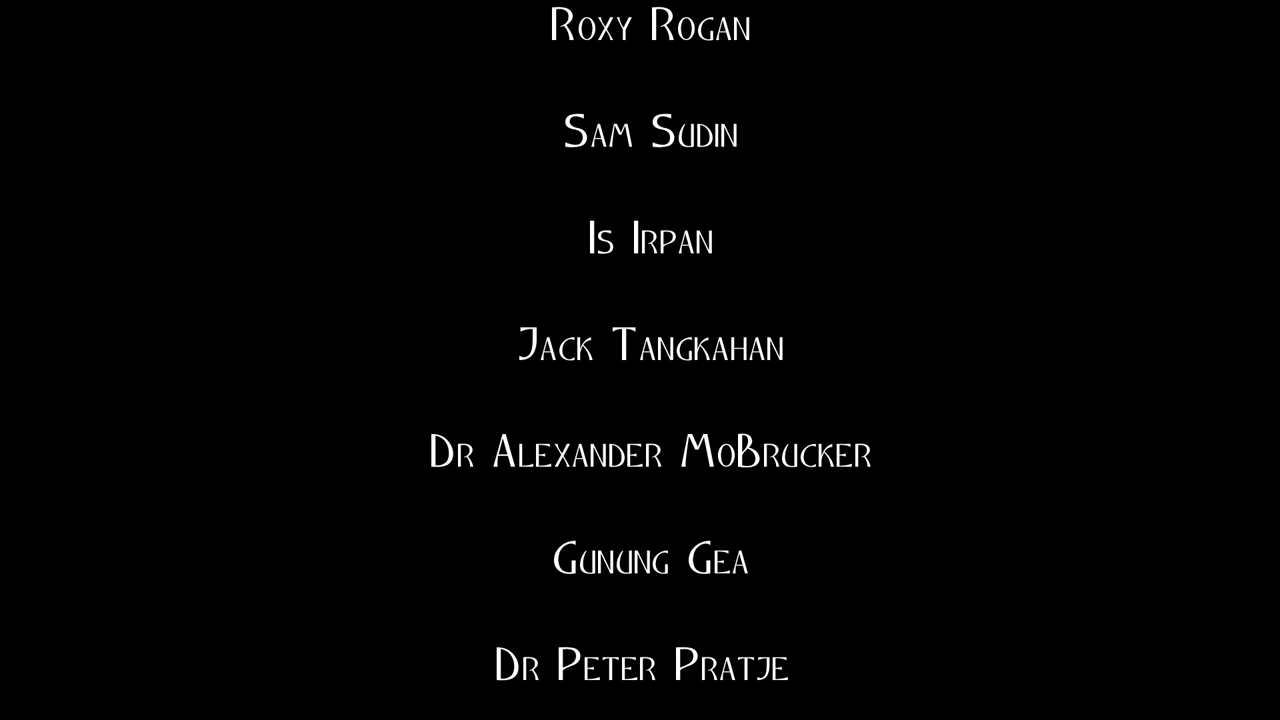 Roxy Rogan
Sam Sudin
Is Irpan
Jack Tangkahan
Dr Alexander MoBrucker
Gunung Gea
Dr Peter Pratje